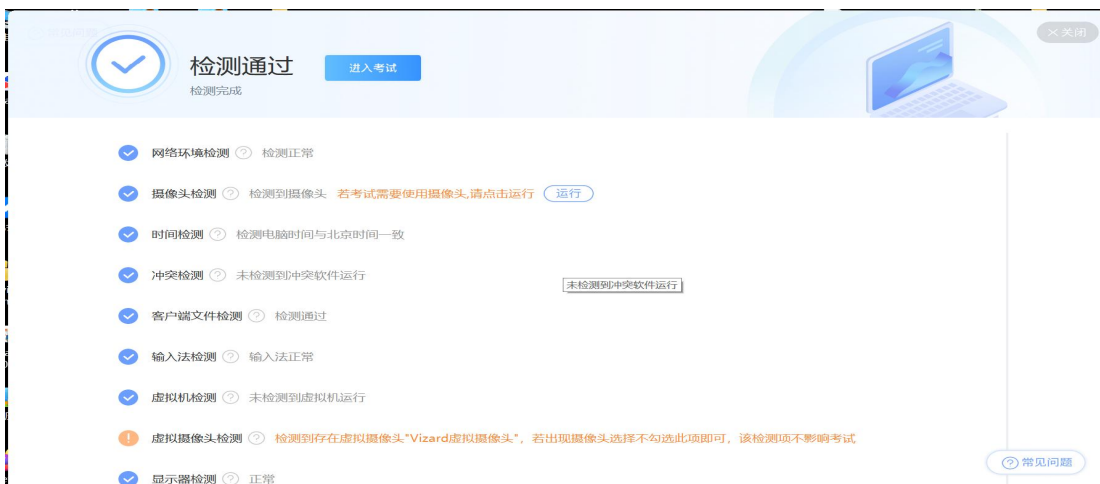 检测通过
进入考试
检测完成
×关闭
网络环境检测 ? 检测正常
摄像头检测 ? 检测到摄像头 若考试需要使用摄像头,请点击运行 运行
时间检测 ? 检测电脑时间与北京时间一致
冲突检测 ? 未检测到冲突软件运行
未检测到冲突软件运行
客户端文件检测 ? 检测通过
输入法检测 ? 输入法正常
虚拟机检测 ? 未检测到虚拟机运行
虚拟摄像头检测 ? 检测到存在虚拟摄像头"Vizard虚拟摄像头"，若出现摄像头选择不勾选此项即可，该检测项不影响考试
? 常见问题
显示器检测 ? 正常